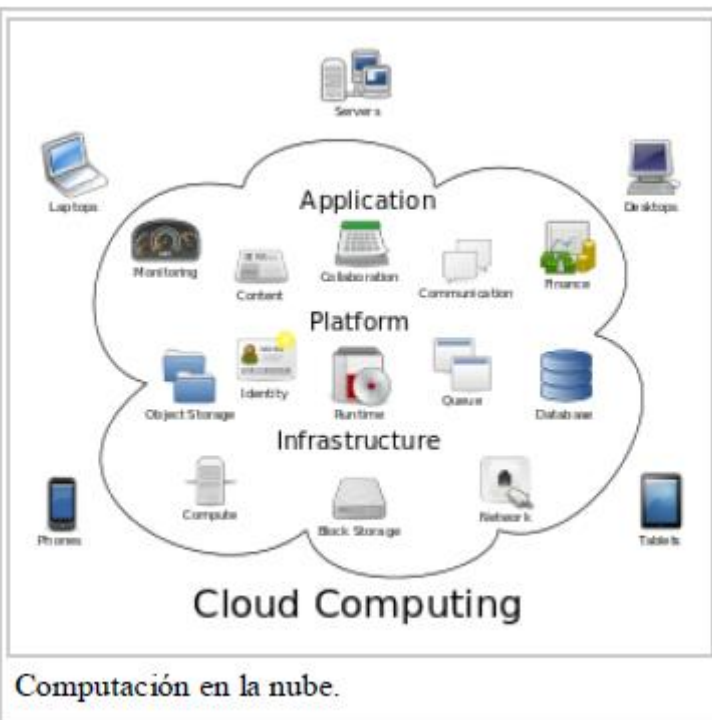 Servers
Laptops
Desktops
Application
Monitoring
Content
Collaboration
Communication
Finance
Platform
Object Storage
Identity
Runtime
Queue
Database
Infrastructure
Compute
Block Storage
Network
Phones
Tablets
Cloud Computing
Computación en la nube.